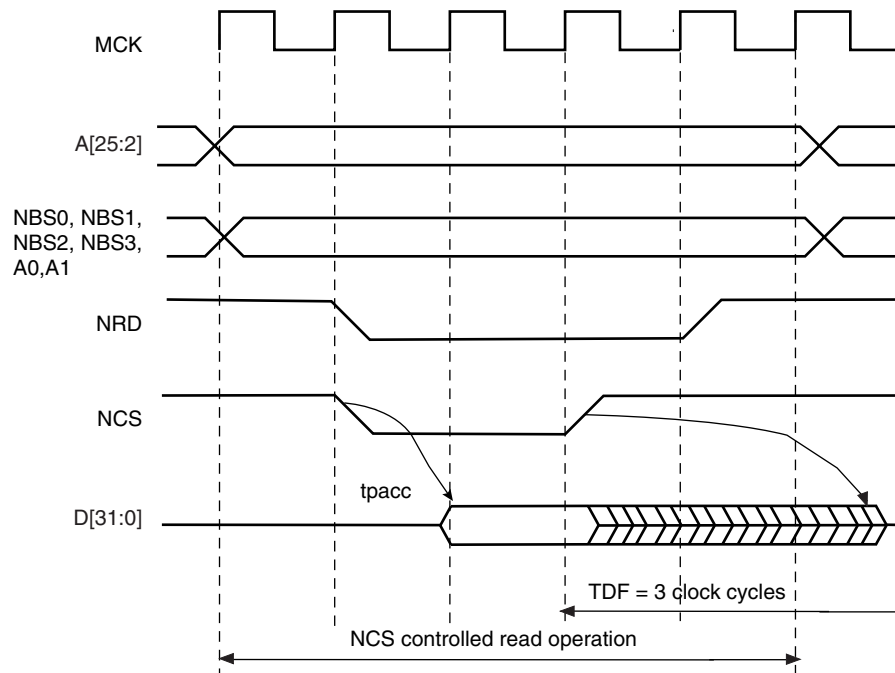 MCK
A[25:2]
NBS0, NBS1,
NBS2, NBS3,
A0,A1
NRD
NCS
tpacc
D[31:0]
TDF = 3 clock cycles
NCS controlled read operation